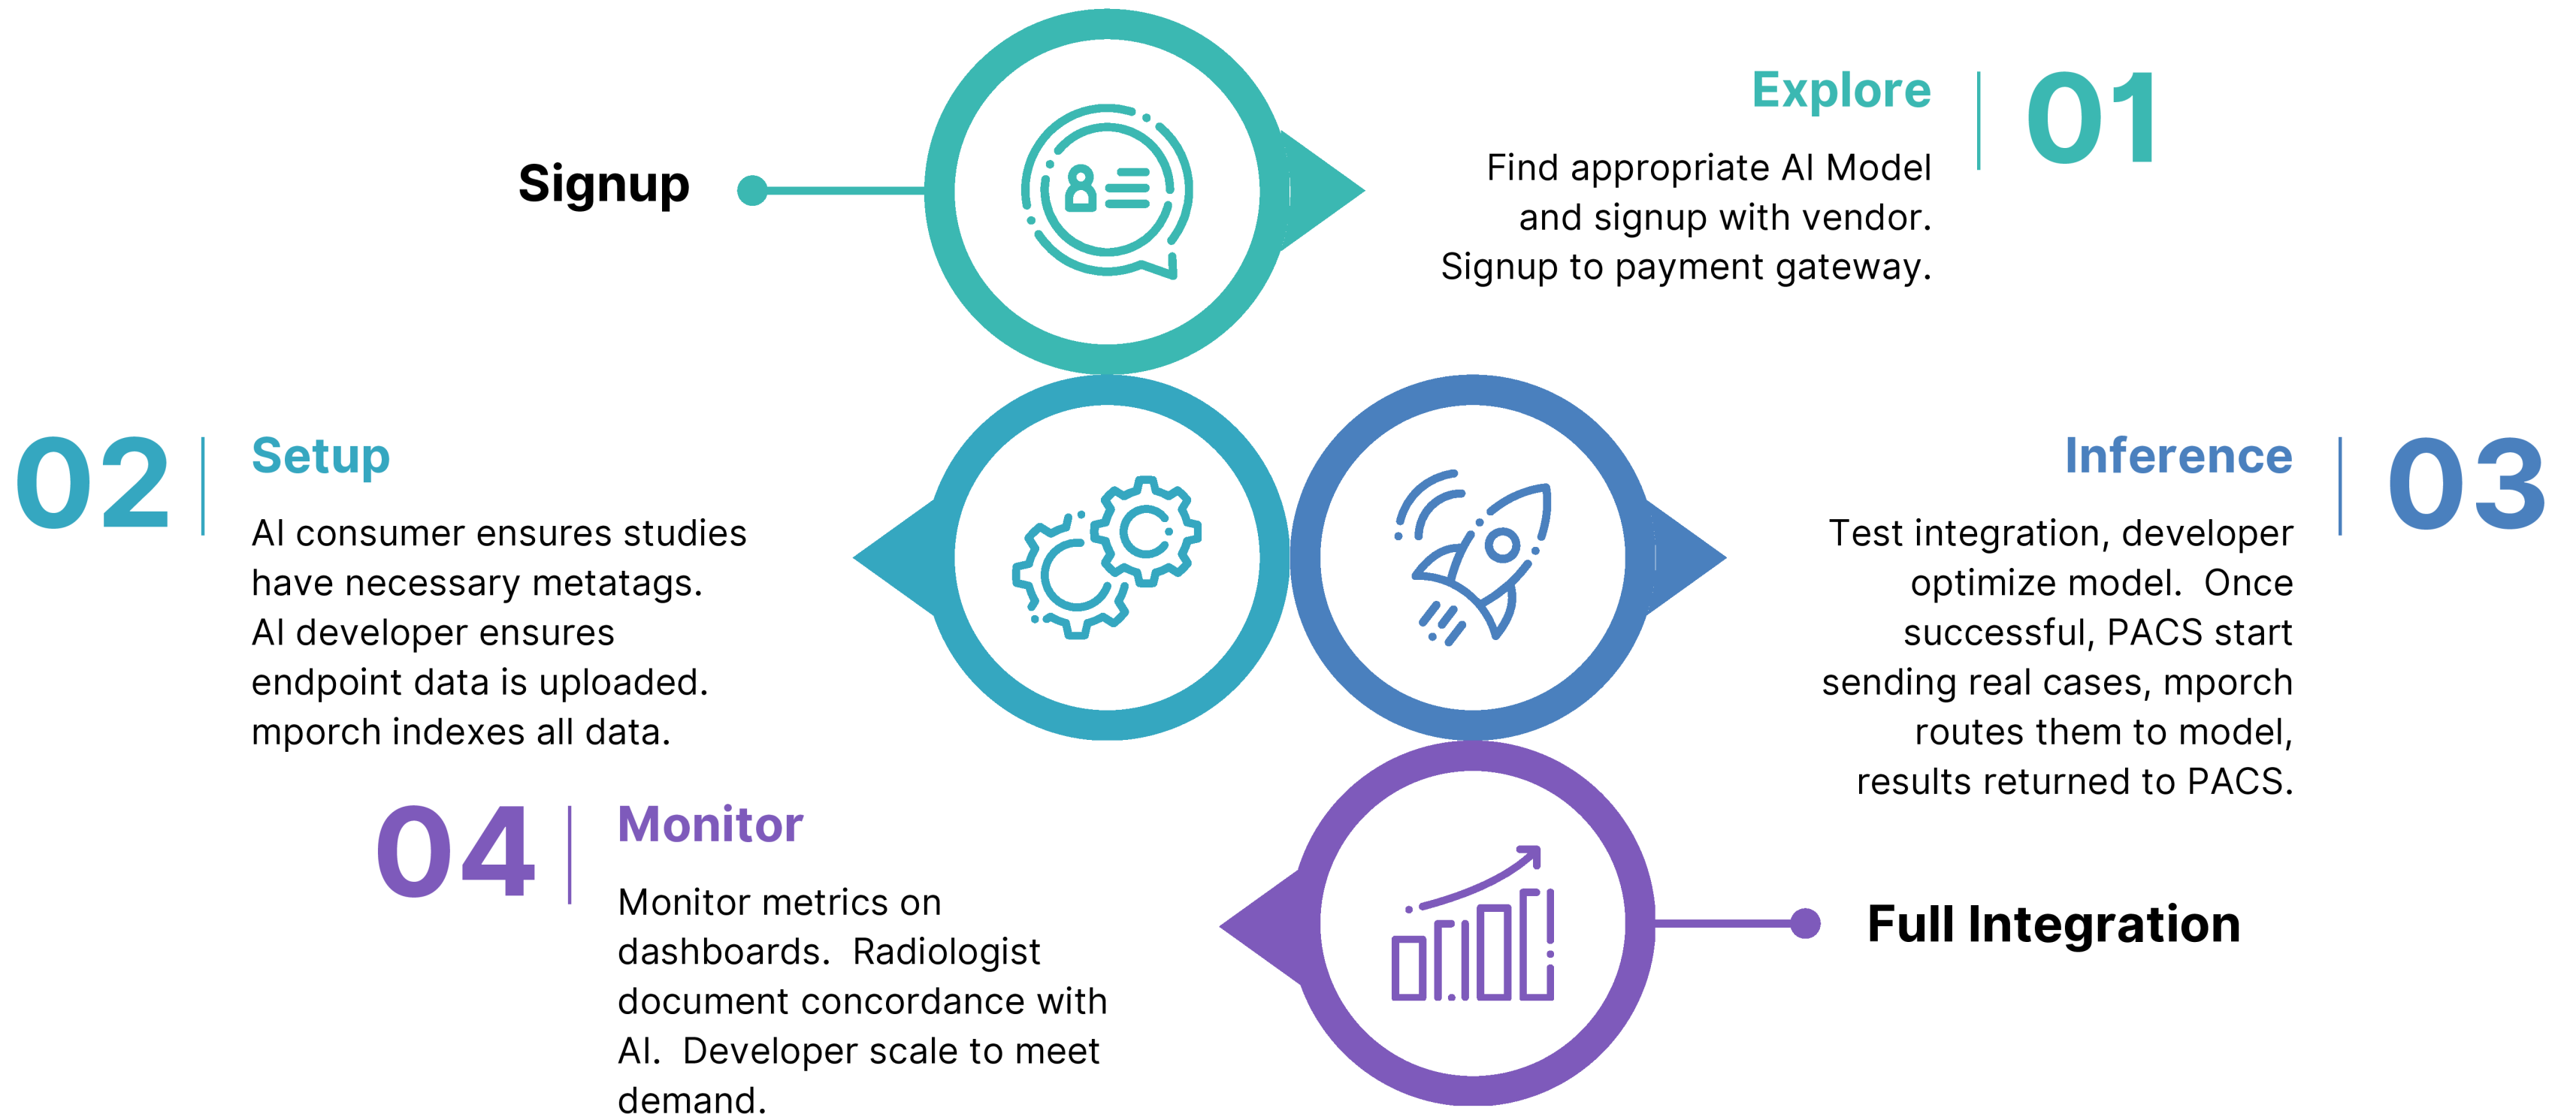 Signup
Explore
01
Find appropriate AI Model
and signup with vendor.
Signup to payment gateway.
02
Setup
AI consumer ensures studies
have necessary metatags.
AI developer ensures
endpoint data is uploaded.
mporch indexes all data.
Inference
03
Test integration, developer
optimize model.  Once
successful, PACS start
sending real cases, mporch
routes them to model,
results returned to PACS.
04
Monitor
Monitor metrics on
dashboards.  Radiologist
document concordance with
AI.  Developer scale to meet
demand.
Full Integration